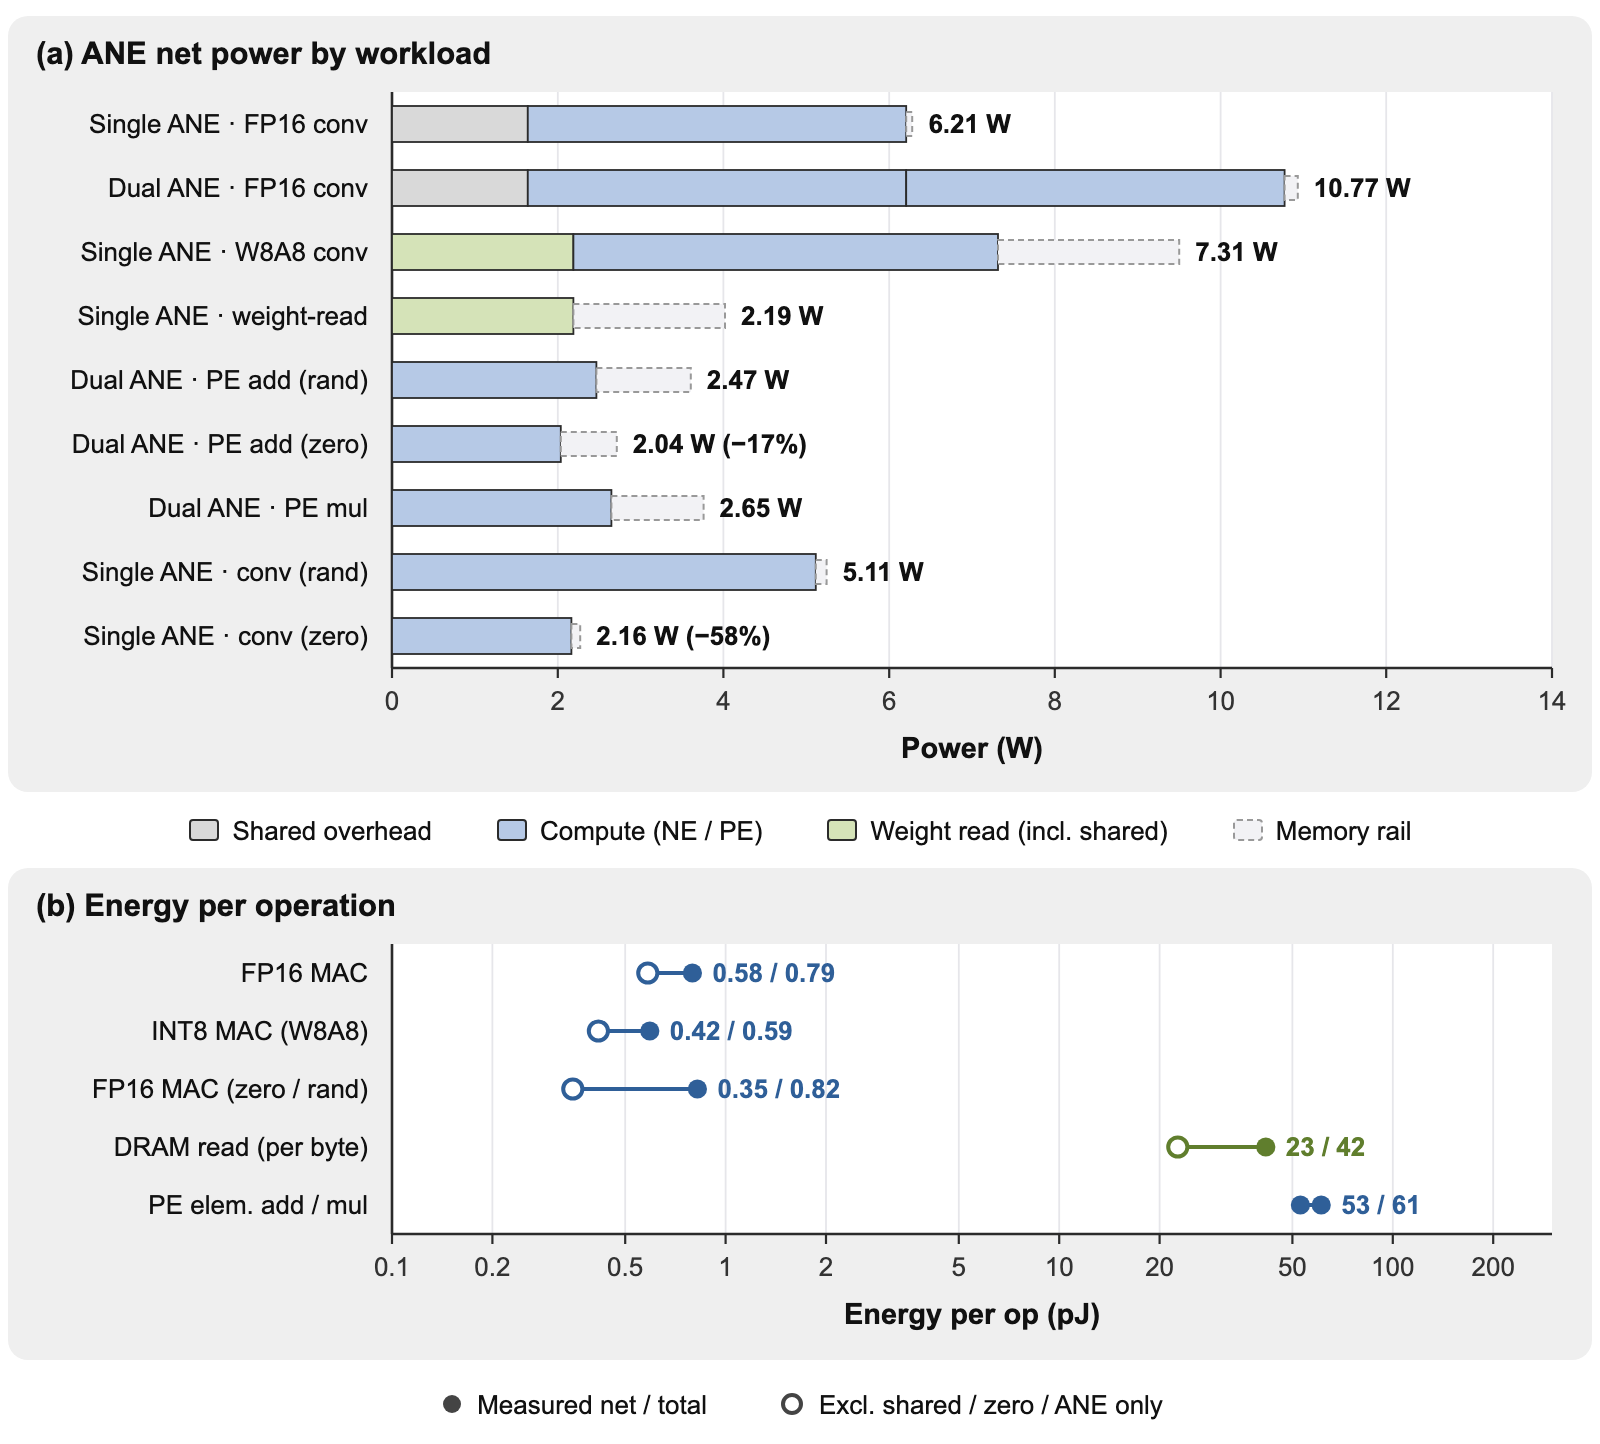 (a) ANE net power by workload
Single ANE · FP16 conv
6.21 W
Dual ANE · FP16 conv
10.77 W
Single ANE · W8A8 conv
7.31 W
Single ANE · weight-read
2.19 W
Dual ANE · PE add (rand)
2.47 W
Dual ANE · PE add (zero)
2.04 W (−17%)
Dual ANE · PE mul
2.65 W
Single ANE · conv (rand)
5.11 W
Single ANE · conv (zero)
2.16 W (−58%)
0 2 4 6 8 10 12 14
Power (W)
Shared overhead Compute (NE / PE) Weight read (incl. shared) Memory rail
(b) Energy per operation
FP16 MAC
0.58 / 0.79
INT8 MAC (W8A8)
0.42 / 0.59
FP16 MAC (zero / rand)
0.35 / 0.82
DRAM read (per byte)
23 / 42
PE elem. add / mul
53 / 61
0.1 0.2 0.5 1 2 5 10 20 50 100 200
Energy per op (pJ)
Measured net / total Excl. shared / zero / ANE only